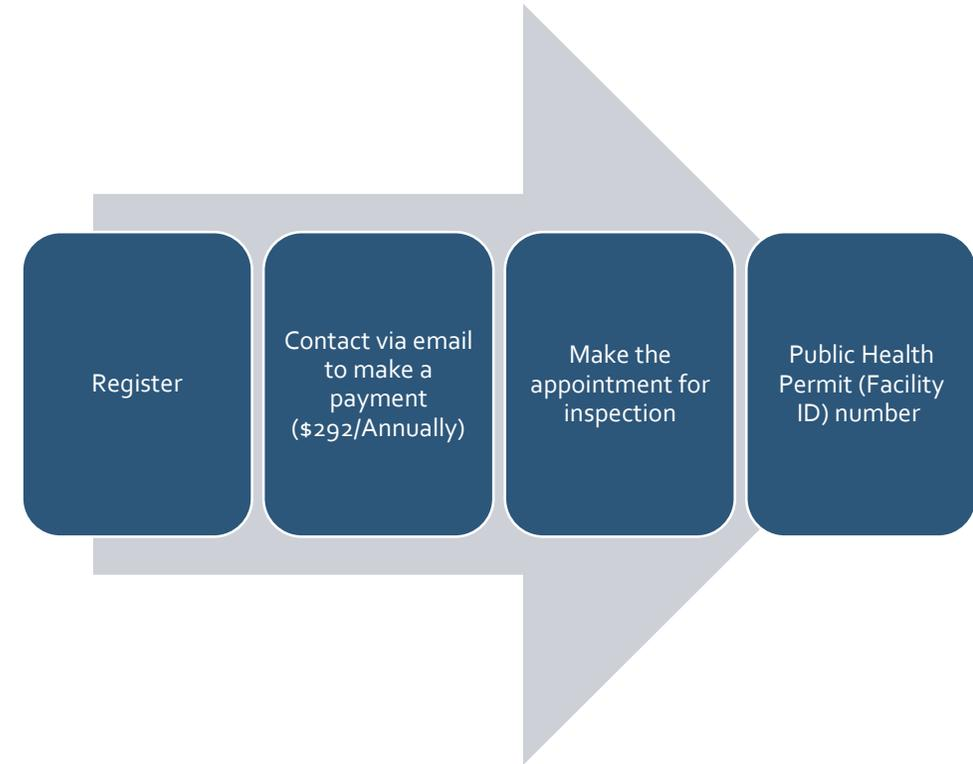 Register
Contact via email
to make a
payment
($292/Annually)
Make the
appointment for
inspection
Public Health
Permit (Facility
ID) number